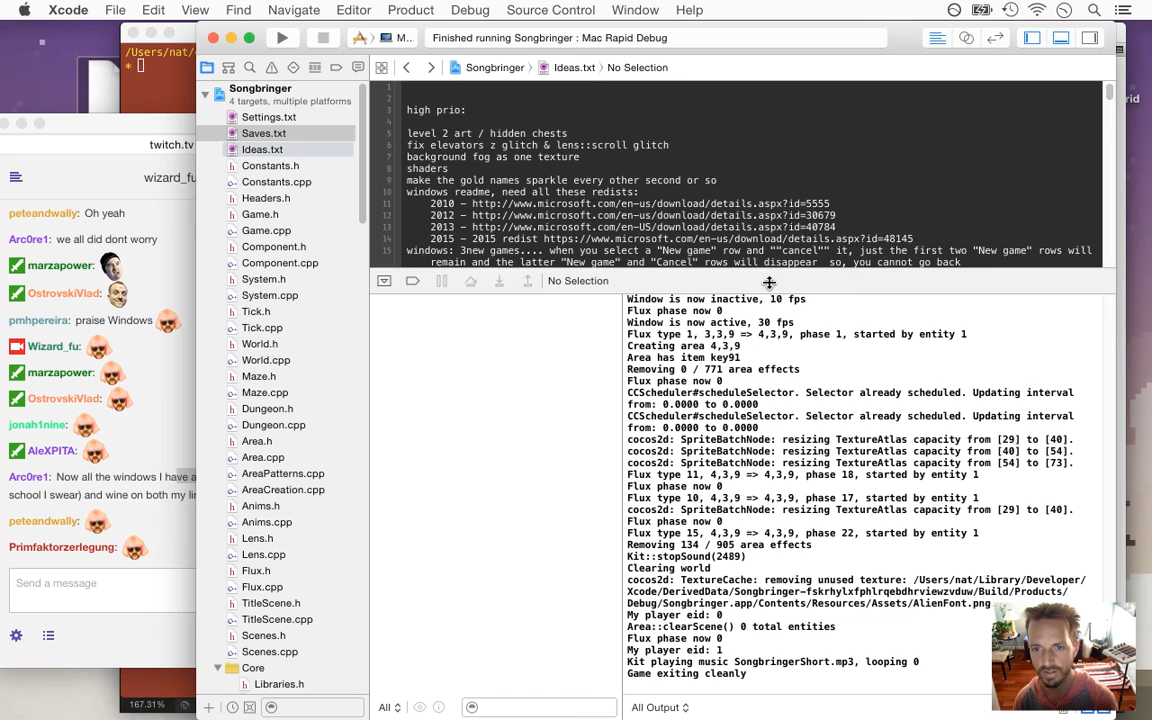 Xcode File Edit View Find Navigate Editor Product Debug Source Control Window Help
M... Finished running Songbringer : Mac Rapid Debug
/Users/nat/
*
twitch.tv
wizard_fu
peteandwally: Oh yeah
Arc0re1: we all did dont worry
marzapower:
OstrovskiVlad:
pmhpereira: praise Windows
Wizard_fu:
marzapower:
OstrovskiVlad:
jonah1nine:
AleXPITA:
Arc0re1: Now all the windows I have a
school I swear) and wine on both my li
peteandwally:
Primfaktorzerlegung:
Send a message
167.31%
Songbringer
4 targets, multiple platforms
Settings.txt
Saves.txt
Ideas.txt
Constants.h
Constants.cpp
Headers.h
Game.h
Game.cpp
Component.h
Component.cpp
System.h
System.cpp
Tick.h
Tick.cpp
World.h
World.cpp
Maze.h
Maze.cpp
Dungeon.h
Dungeon.cpp
Area.h
Area.cpp
AreaPatterns.cpp
AreaCreation.cpp
Anims.h
Anims.cpp
Lens.h
Lens.cpp
Flux.h
Flux.cpp
TitleScene.h
TitleScene.cpp
Scenes.h
Scenes.cpp
Core
Libraries.h
Songbringer Ideas.txt No Selection
1
2
3 high prio:
4
5 level 2 art / hidden chests
6 fix elevators z glitch & lens::scroll glitch
7 background fog as one texture
8 shaders
9 make the gold names sparkle every other second or so
10 windows readme, need all these redists:
11 2010 - http://www.microsoft.com/en-us/download/details.aspx?id=5555
12 2012 - http://www.microsoft.com/en-us/download/details.aspx?id=30679
13 2013 - http://www.microsoft.com/en-us/download/details.aspx?id=40784
14 2015 - 2015 redist https://www.microsoft.com/en-us/download/details.aspx?id=48145
15 windows: 3new games.... when you select a "New game" row and ""cancel"" it, just the first two "New game" rows will
remain and the latter "New game" and "Cancel" rows will disappear so, you cannot go back
No Selection
Window is now inactive, 10 fps
Flux phase now 0
Window is now active, 30 fps
Flux type 1, 3,3,9 => 4,3,9, phase 1, started by entity 1
Creating area 4,3,9
Area has item key91
Removing 0 / 771 area effects
Flux phase now 0
CCScheduler#scheduleSelector. Selector already scheduled. Updating interval
from: 0.0000 to 0.0000
CCScheduler#scheduleSelector. Selector already scheduled. Updating interval
from: 0.0000 to 0.0000
cocos2d: SpriteBatchNode: resizing TextureAtlas capacity from [29] to [40].
cocos2d: SpriteBatchNode: resizing TextureAtlas capacity from [40] to [54].
cocos2d: SpriteBatchNode: resizing TextureAtlas capacity from [54] to [73].
Flux type 11, 4,3,9 => 4,3,9, phase 18, started by entity 1
Flux phase now 0
Flux type 10, 4,3,9 => 4,3,9, phase 17, started by entity 1
cocos2d: SpriteBatchNode: resizing TextureAtlas capacity from [29] to [40].
Flux phase now 0
Flux type 15, 4,3,9 => 4,3,9, phase 22, started by entity 1
Removing 134 / 905 area effects
Kit::stopSound(2489)
Clearing world
cocos2d: TextureCache: removing unused texture: /Users/nat/Library/Developer/
Xcode/DerivedData/Songbringer-fskrhylxfphlrqebdhrviewzvduw/Build/Products/
Debug/Songbringer.app/Contents/Resources/Assets/AlienFont.png
My player eid: 0
Area::clearScene() 0 total entities
Flux phase now 0
My player eid: 1
Kit playing music SongbringerShort.mp3, looping 0
Game exiting cleanly
All
All Output
rid